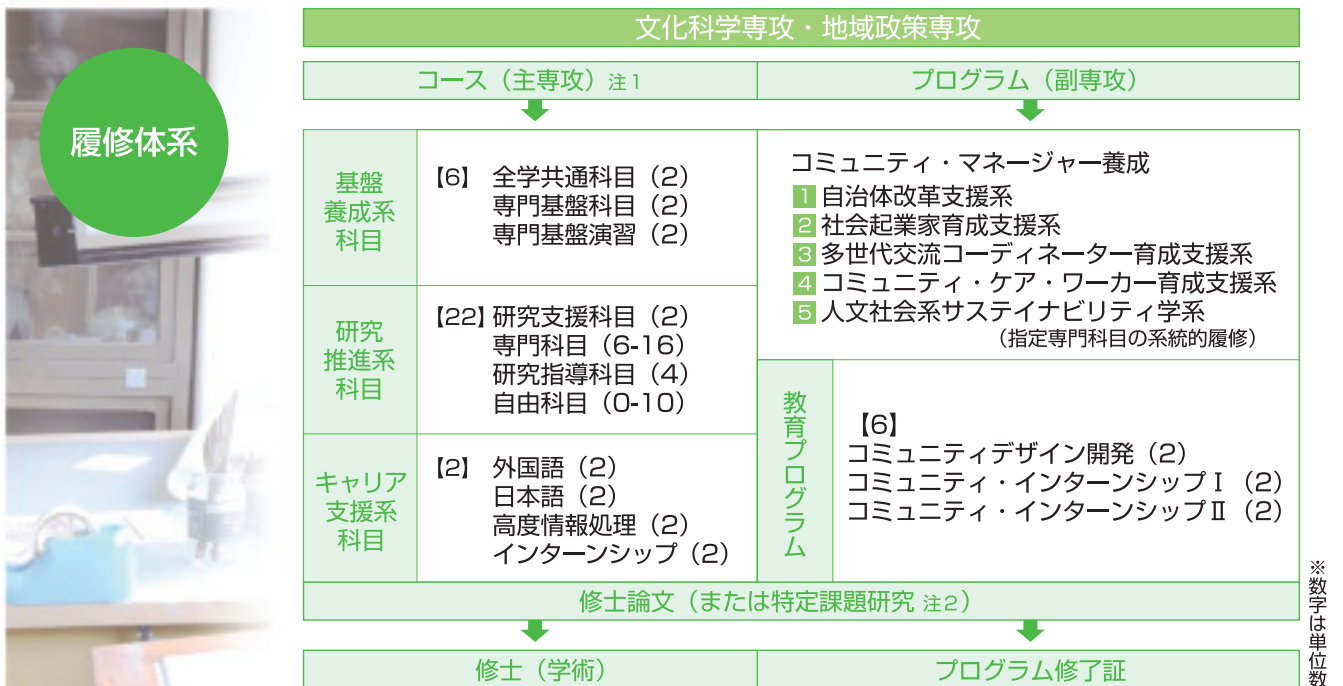 履修体系
文化科学専攻・地域政策専攻
コース（主専攻）注1
プログラム（副専攻）
基盤
養成系
科目
【6】 全学共通科目（2）
専門基盤科目（2）
専門基盤演習（2）
研究
推進系
科目
【22】研究支援科目（2）
専門科目（6-16）
研究指導科目（4）
自由科目（0-10）
キャリア
支援系
科目
【2】 外国語（2）
日本語（2）
高度情報処理（2）
インターンシップ（2）
コミュニティ・マネージャー養成
1 自治体改革支援系
2 社会起業家育成支援系
3 多世代交流コーディネーター育成支援系
4 コミュニティ・ケア・ワーカー育成支援系
5 人文社会系サステイナビリティ学系
（指定専門科目の系統的履修）
教育プログラム
【6】
コミュニティデザイン開発（2）
コミュニティ・インターンシップⅠ（2）
コミュニティ・インターンシップⅡ（2）
修士論文（または特定課題研究 注2）
修士（学術）
プログラム修了証
※数字は単位数